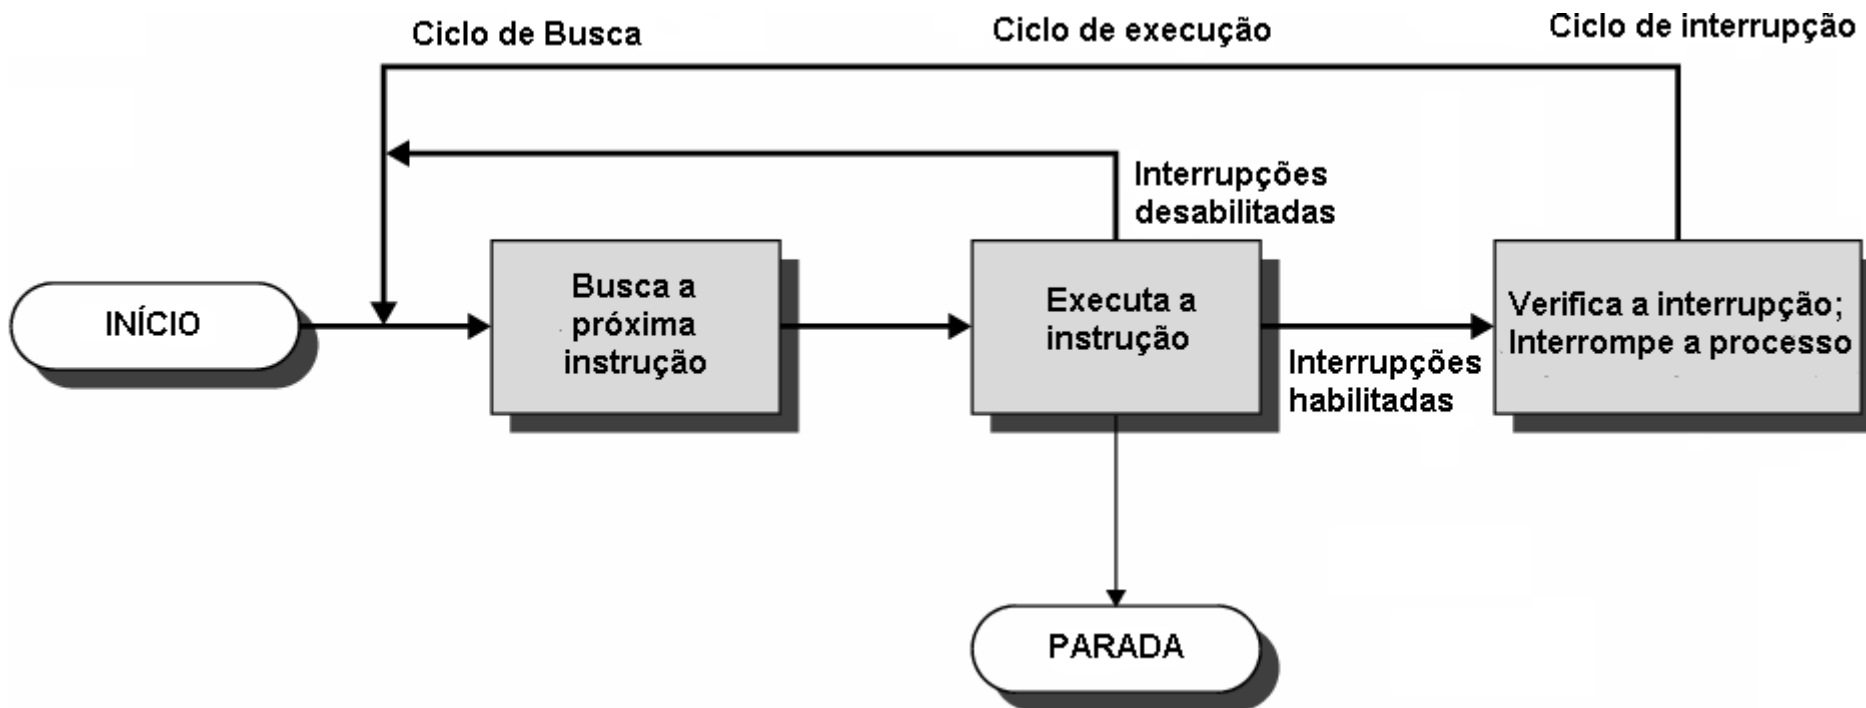 Ciclo de Busca
Ciclo de execução
Ciclo de interrupção
Interrupções
desabilitadas
INÍCIO
Busca a
próxima
instrução
Executa a
instrução
Interrupções
habilitadas
Verifica a interrupção;
Interrompe a processo
PARADA